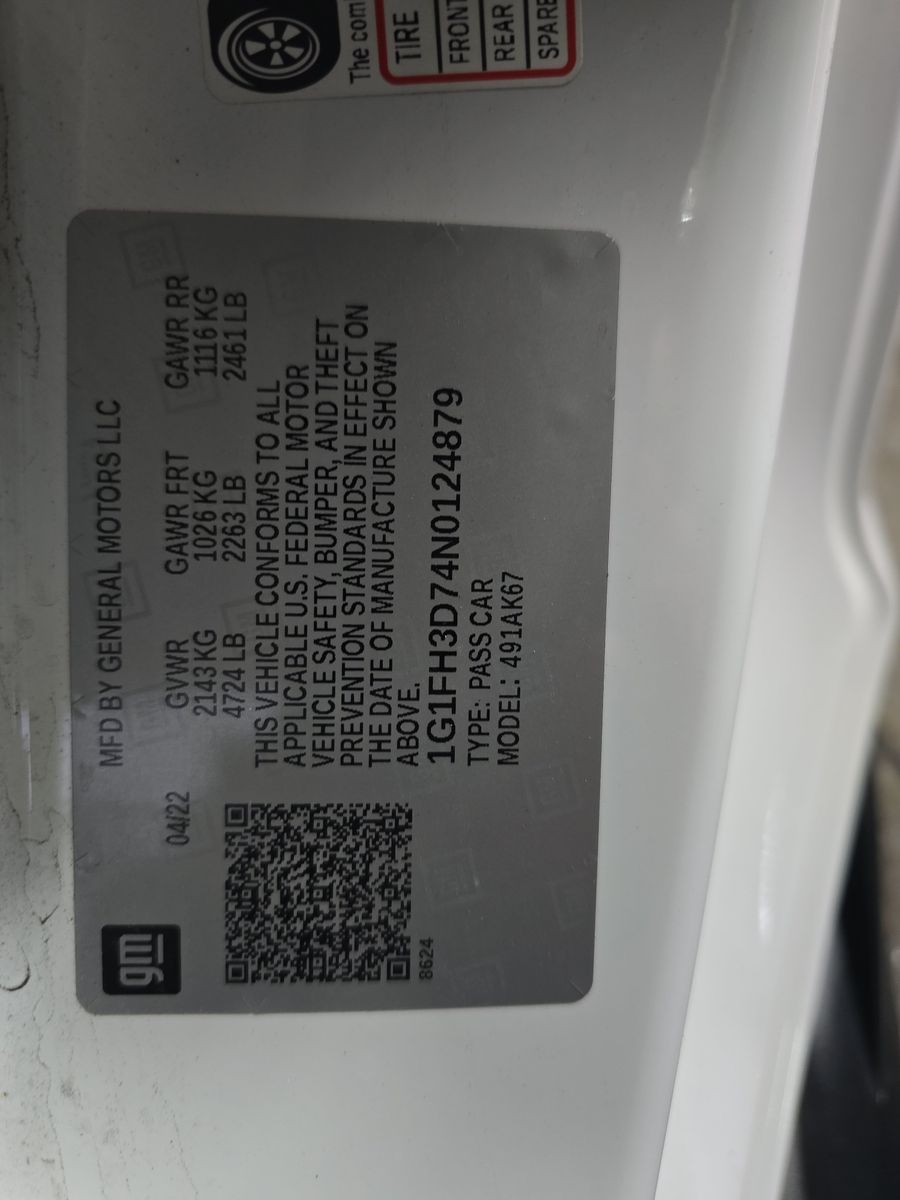 The com
TIRE
FRONT
REAR
SPARE
gm
MFD BY GENERAL MOTORS LLC
04/22 GVWR GAWR FRT GAWR RR
2143 KG 1026 KG 1116 KG
4724 LB 2263 LB 2461 LB
THIS VEHICLE CONFORMS TO ALL
APPLICABLE U.S. FEDERAL MOTOR
VEHICLE SAFETY, BUMPER, AND THEFT
PREVENTION STANDARDS IN EFFECT ON
THE DATE OF MANUFACTURE SHOWN
ABOVE.
8624
1G1FH3D74N0124879
TYPE: PASS CAR
MODEL: 491AK67